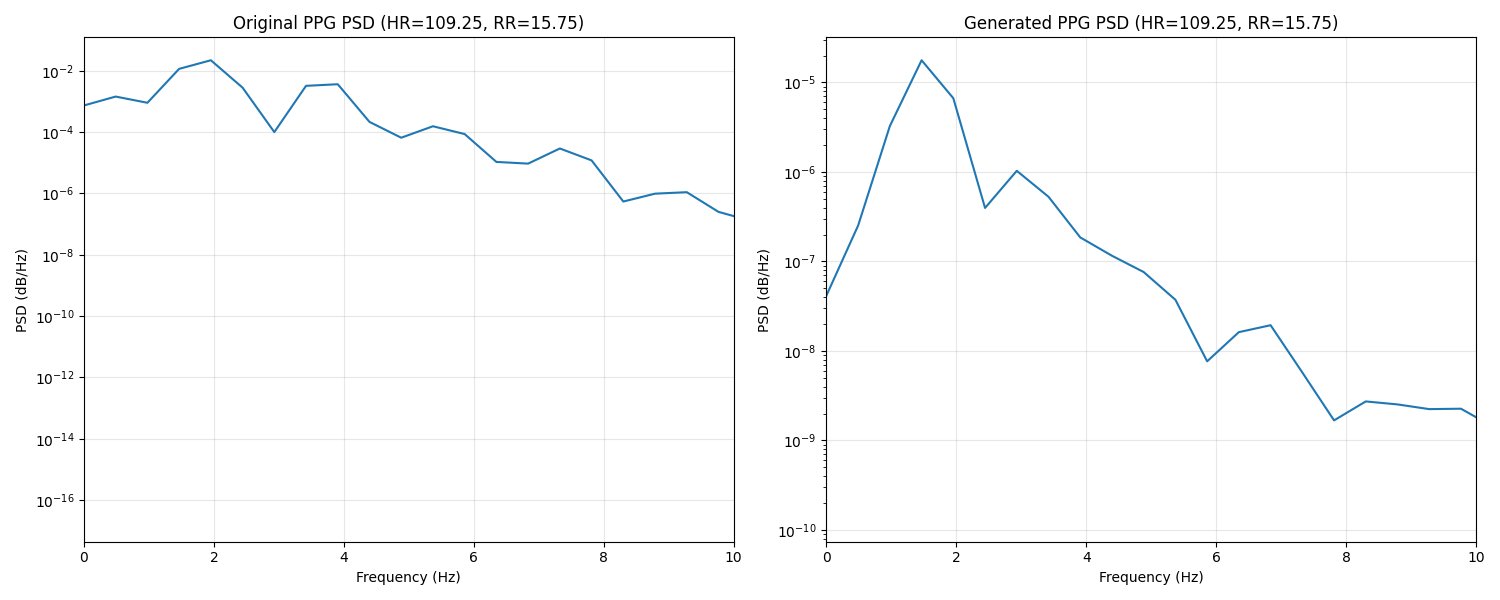 Original PPG PSD (HR=109.25, RR=15.75)
PSD (dB/Hz)
10⁻²
10⁻⁴
10⁻⁶
10⁻⁸
10⁻¹⁰
10⁻¹²
10⁻¹⁴
10⁻¹⁶
0 2 4 6 8 10
Frequency (Hz)
Generated PPG PSD (HR=109.25, RR=15.75)
PSD (dB/Hz)
10⁻⁵
10⁻⁶
10⁻⁷
10⁻⁸
10⁻⁹
10⁻¹⁰
0 2 4 6 8 10
Frequency (Hz)